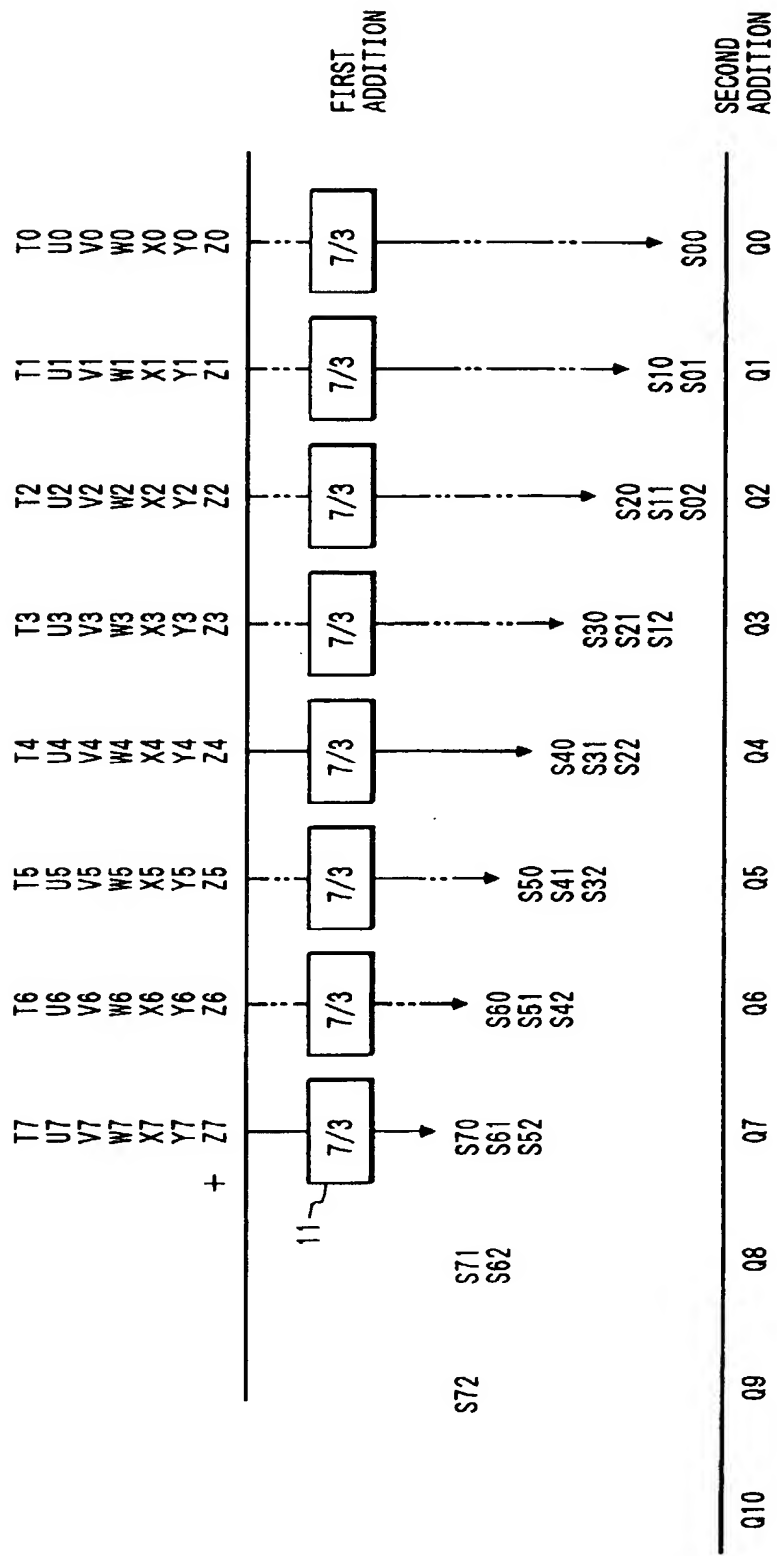 T7 T6 T5 T4 T3 T2 T1 T0
U7 U6 U5 U4 U3 U2 U1 U0
V7 V6 V5 V4 V3 V2 V1 V0
W7 W6 W5 W4 W3 W2 W1 W0
X7 X6 X5 X4 X3 X2 X1 X0
Y7 Y6 Y5 Y4 Y3 Y2 Y1 Y0
+ Z7 Z6 Z5 Z4 Z3 Z2 Z1 Z0
11 7/3 7/3 7/3 7/3 7/3 7/3 7/3 7/3
FIRST
ADDITION
S72 S71 S70 S60 S50 S40 S30 S20 S10 S00
S62 S61 S51 S41 S31 S21 S11 S01
S52 S42 S32 S22 S12 S02
SECOND
ADDITION
Q10 Q9 Q8 Q7 Q6 Q5 Q4 Q3 Q2 Q1 Q0